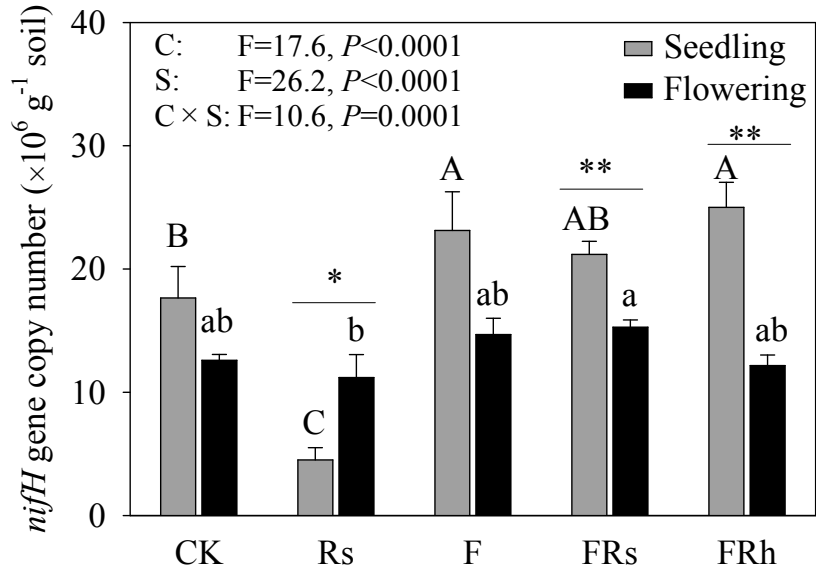 nifH gene copy number (×10⁶ g⁻¹ soil)
40
30
20
10
0
C: F=17.6, P<0.0001
S: F=26.2, P<0.0001
C × S: F=10.6, P=0.0001
Seedling
Flowering
B
ab
*
C
b
A
ab
**
AB
a
**
A
ab
CK Rs F FRs FRh